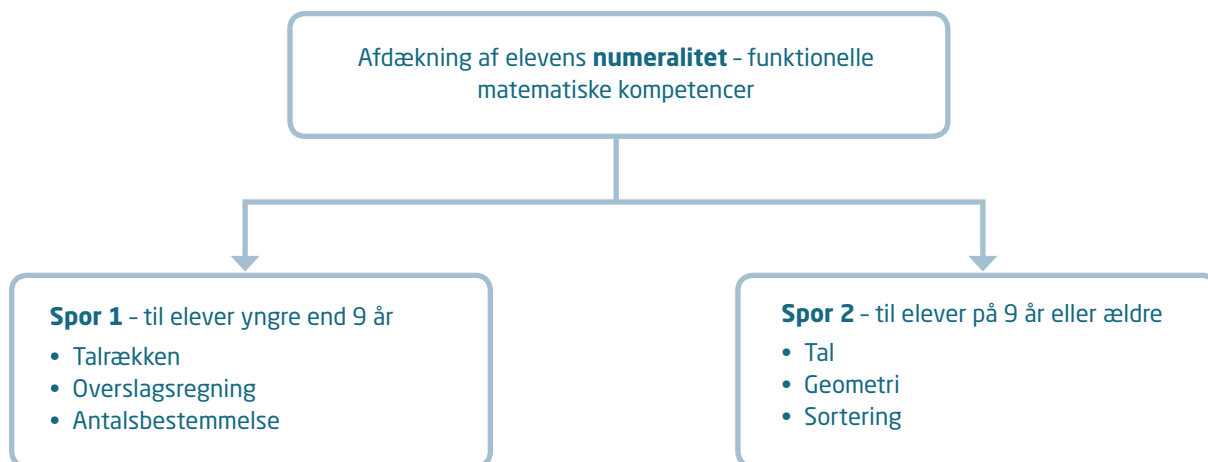 Afdækning af elevens numeralitet – funktionelle
matematiske kompetencer
Spor 1 – til elever yngre end 9 år
• Talrækken
• Overslagsregning
• Antalsbestemmelse
Spor 2 – til elever på 9 år eller ældre
• Tal
• Geometri
• Sortering